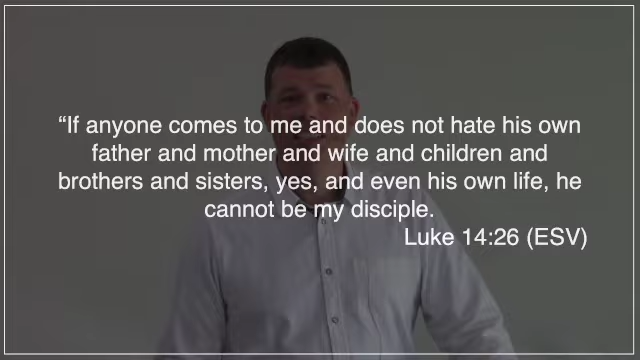 “If anyone comes to me and does not hate his own
father and mother and wife and children and
brothers and sisters, yes, and even his own life, he
cannot be my disciple.
Luke 14:26 (ESV)